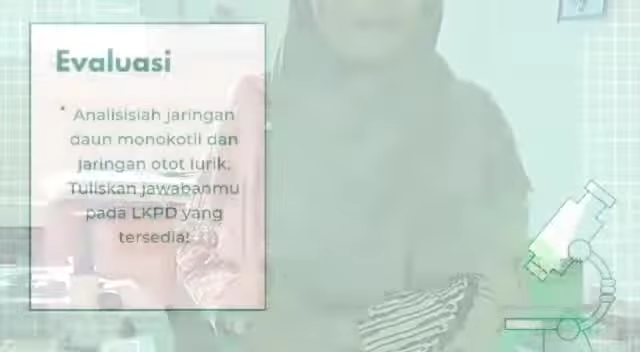 Evaluasi
• Analisislah jaringan
daun monokotil dan
jaringan otot lurik.
Tuliskan jawabanmu
pada LKPD yang
tersedia!